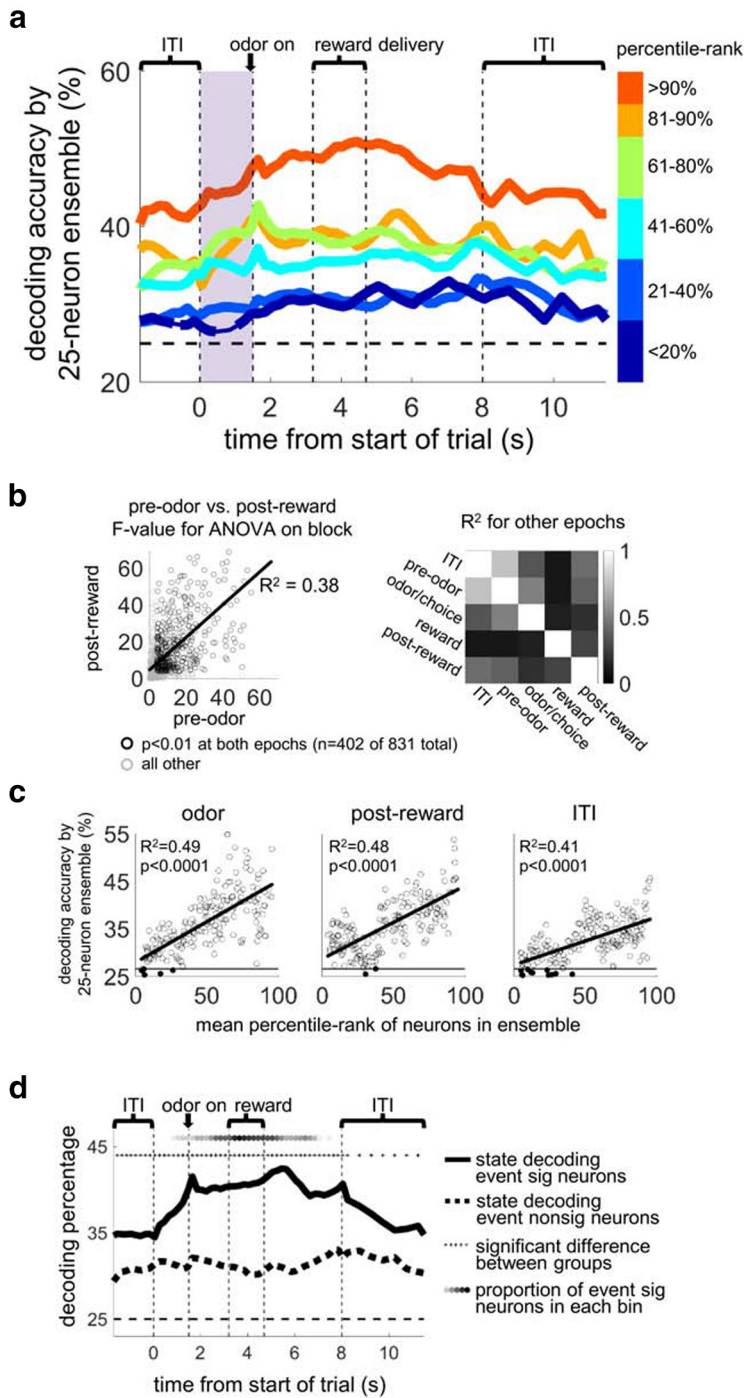 a
ITI odor on reward delivery ITI percentile-rank
decoding accuracy by
25-neuron ensemble (%)
60
40
20
0 2 4 6 8 10
time from start of trial (s)
>90%
81-90%
61-80%
41-60%
21-40%
<20%
b
pre-odor vs. post-reward
F-value for ANOVA on block
post-rreward
60
40
20
0
R² = 0.38
0 20 40 60
pre-odor
p<0.01 at both epochs (n=402 of 831 total)
all other
R² for other epochs
ITI
pre-odor
odor/choice
reward
post-reward
ITI
pre-odor
odor/choice
reward
post-reward
1
0.5
0
c
odor post-reward ITI
decoding accuracy by
25-neuron ensemble (%)
55
45
35
25
R²=0.49
p<0.0001
R²=0.48
p<0.0001
R²=0.41
p<0.0001
0 50 100 0 50 100 0 50 100
mean percentile-rank of neurons in ensemble
d
ITI odor on reward ITI
decoding percentage
45
35
25
0 2 4 6 8 10
time from start of trial (s)
state decoding
event sig neurons
state decoding
event nonsig neurons
significant difference
between groups
proportion of event sig
neurons in each bin